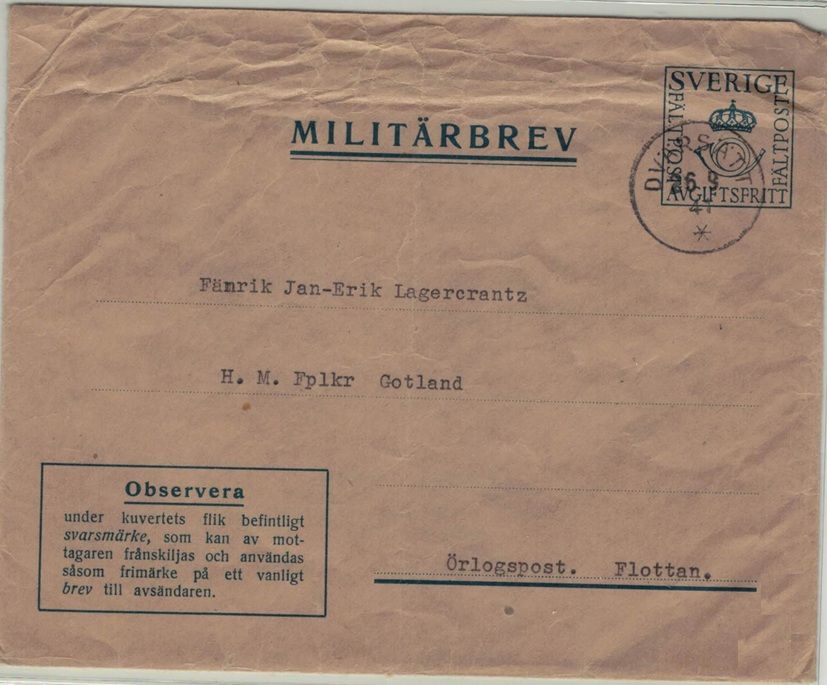 SVERIGE
FÄLTPOST
FÄLTPOST
AVGIFTSFRITT
MILITÄRBREV
41
Fänrik Jan-Erik Lagercrantz
H. M. Fplkr Gotland
Örlogspost. Flottan.
Observera
under kuvertets flik befintligt
svarsmärke, som kan av mot-
tagaren frånskiljas och användas
såsom frimärke på ett vanligt
brev till avsändaren.